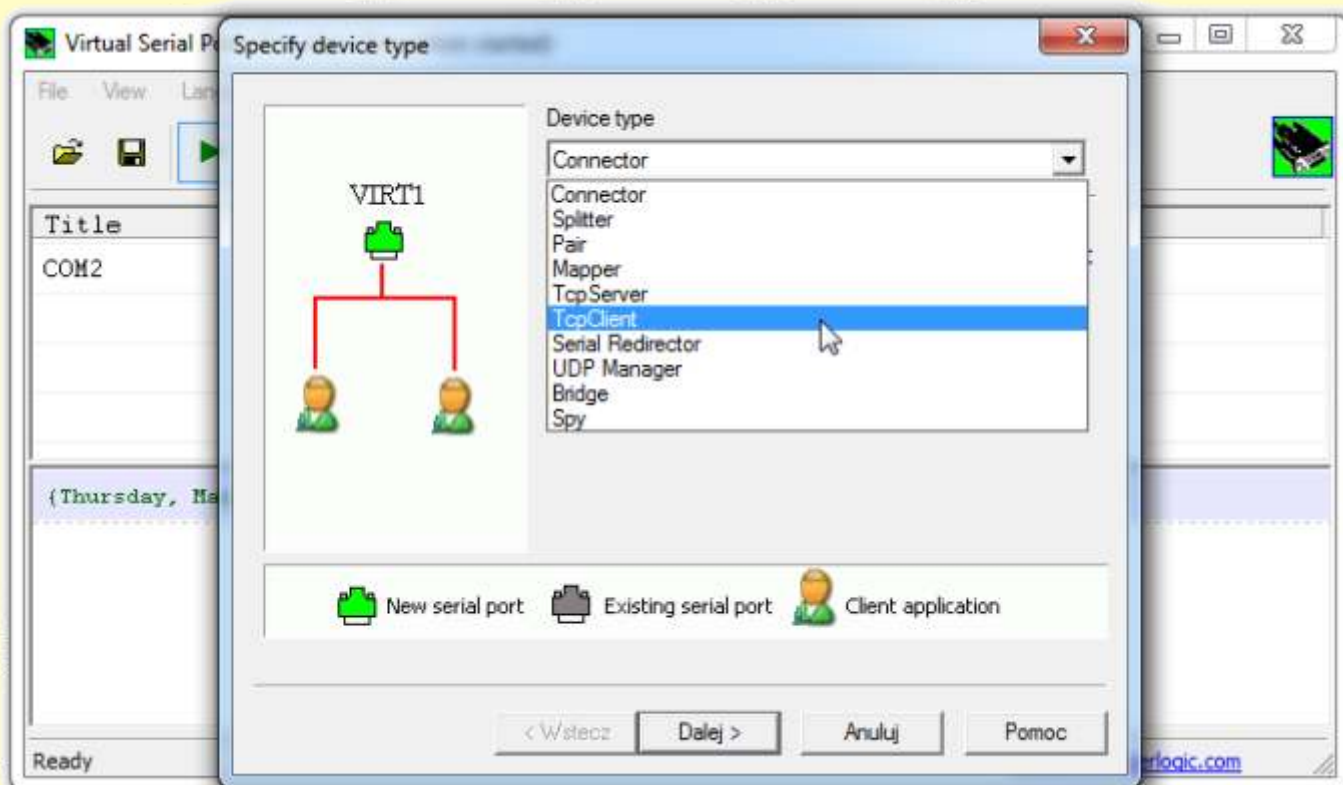 Virtual Serial Po
Specify device type
File View Lan
Device type
Connector
VIRT1
Connector
Splitter
Pair
Mapper
TcpServer
TcpClient
Serial Redirector
UDP Manager
Bridge
Spy
Title
COM2
{Thursday, Ma
New serial port
Existing serial port
Client application
< Wstecz
Dalej >
Anuluj
Pomoc
Ready
erlogic.com